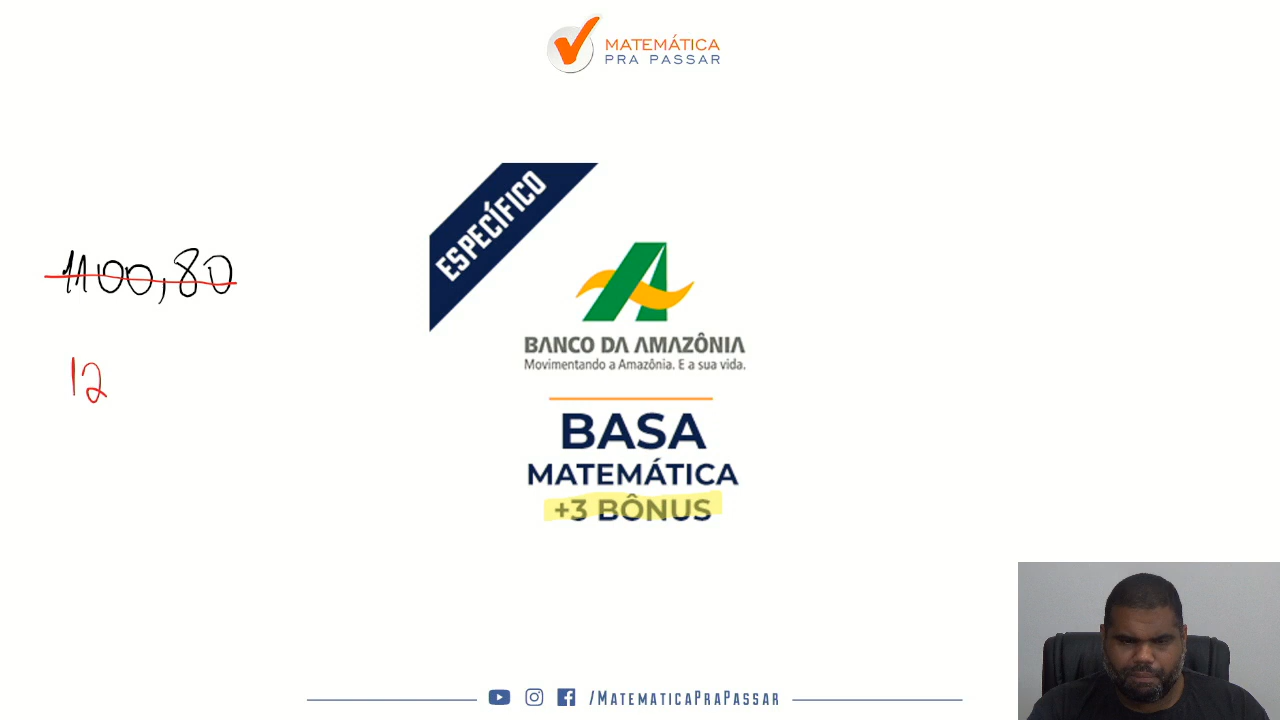 MATEMÁTICA
PRA PASSAR
ESPECÍFICO
1100,80
12
BANCO DA AMAZÔNIA
Movimentando a Amazônia. E a sua vida.
BASA
MATEMÁTICA
+3 BÔNUS
/MATEMATICAPRAPASSAR